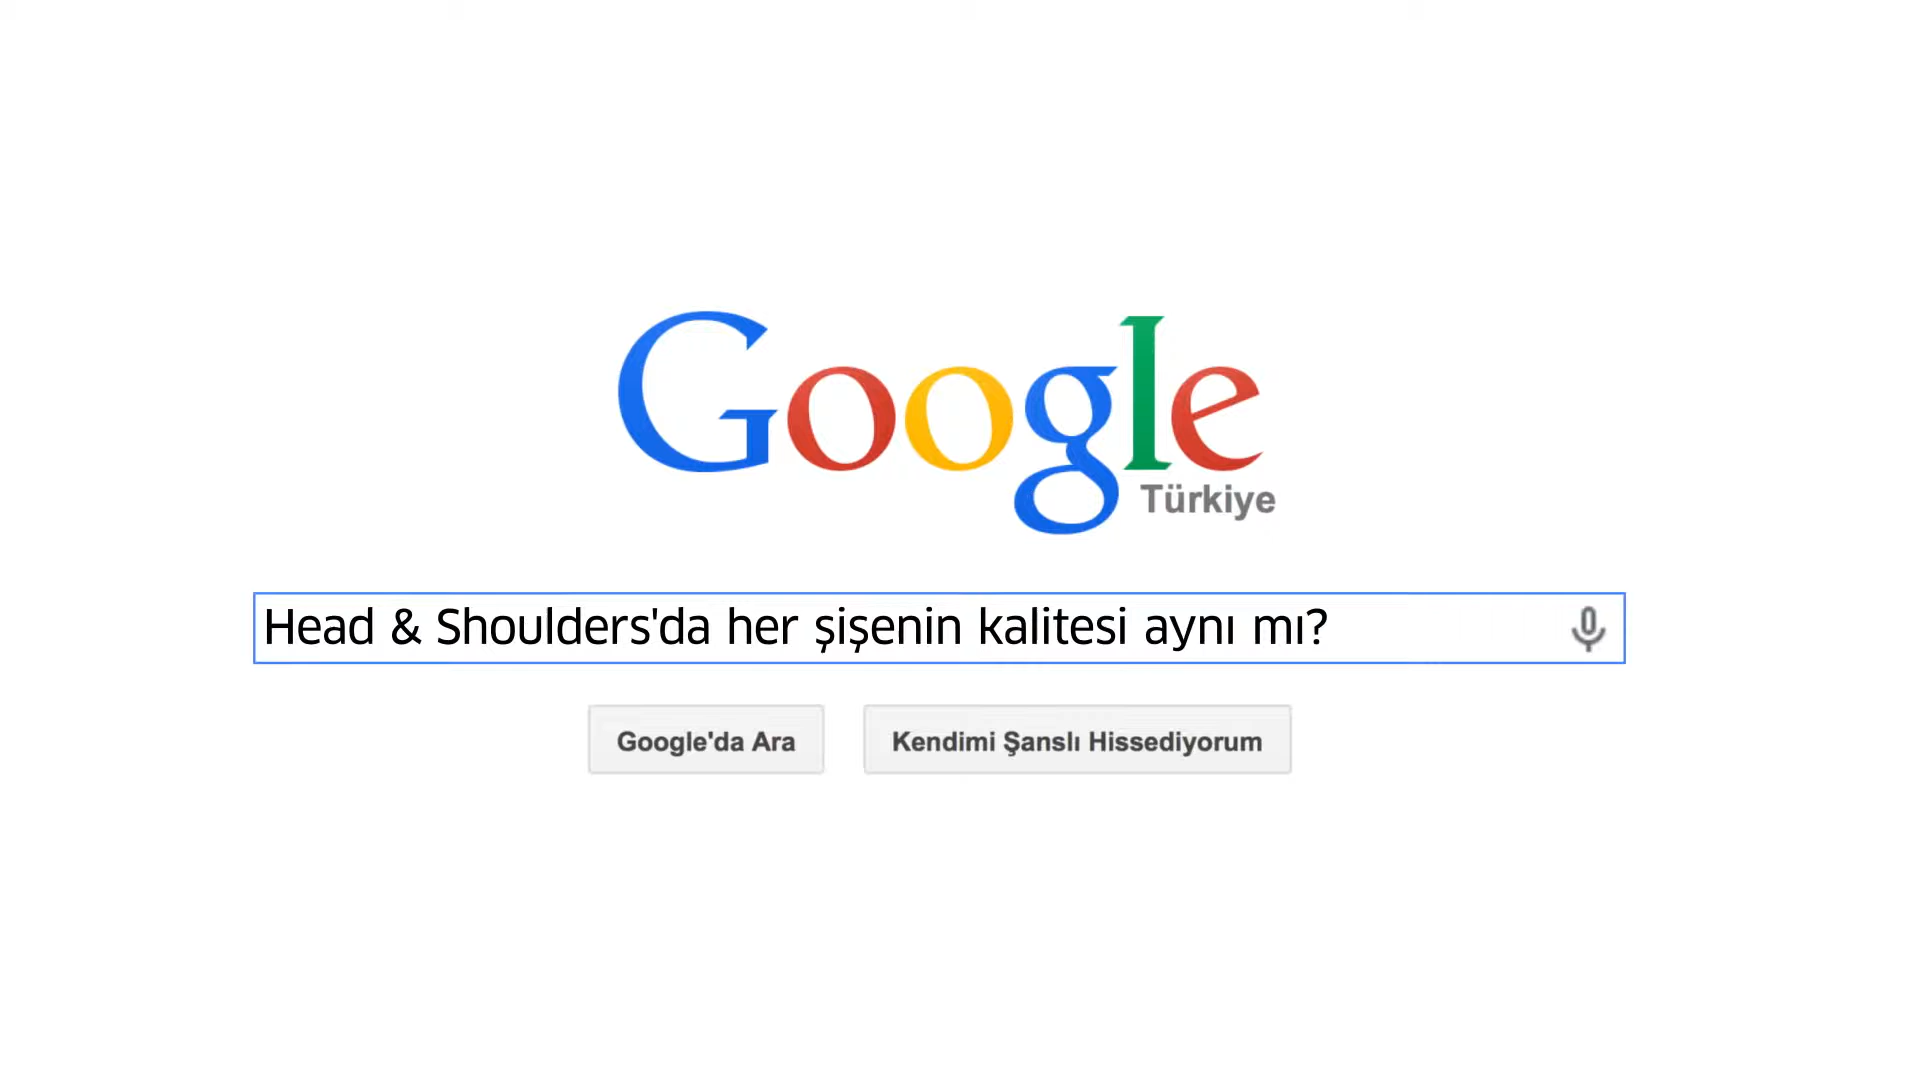 Google
Türkiye
Head & Shoulders'da her şişenin kalitesi aynı mı?
Google'da Ara
Kendimi Şanslı Hissediyorum